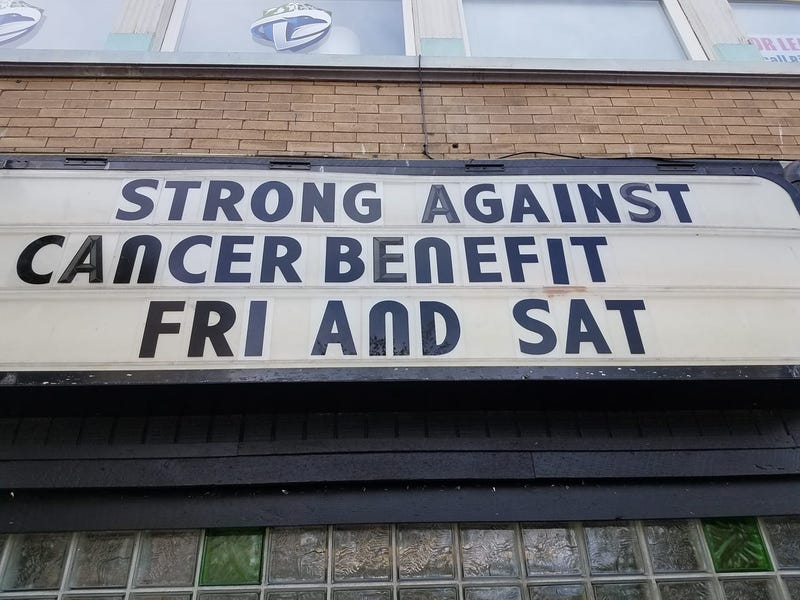 STRONG AGAINST
CANCER BENEFIT
FRI AND SAT